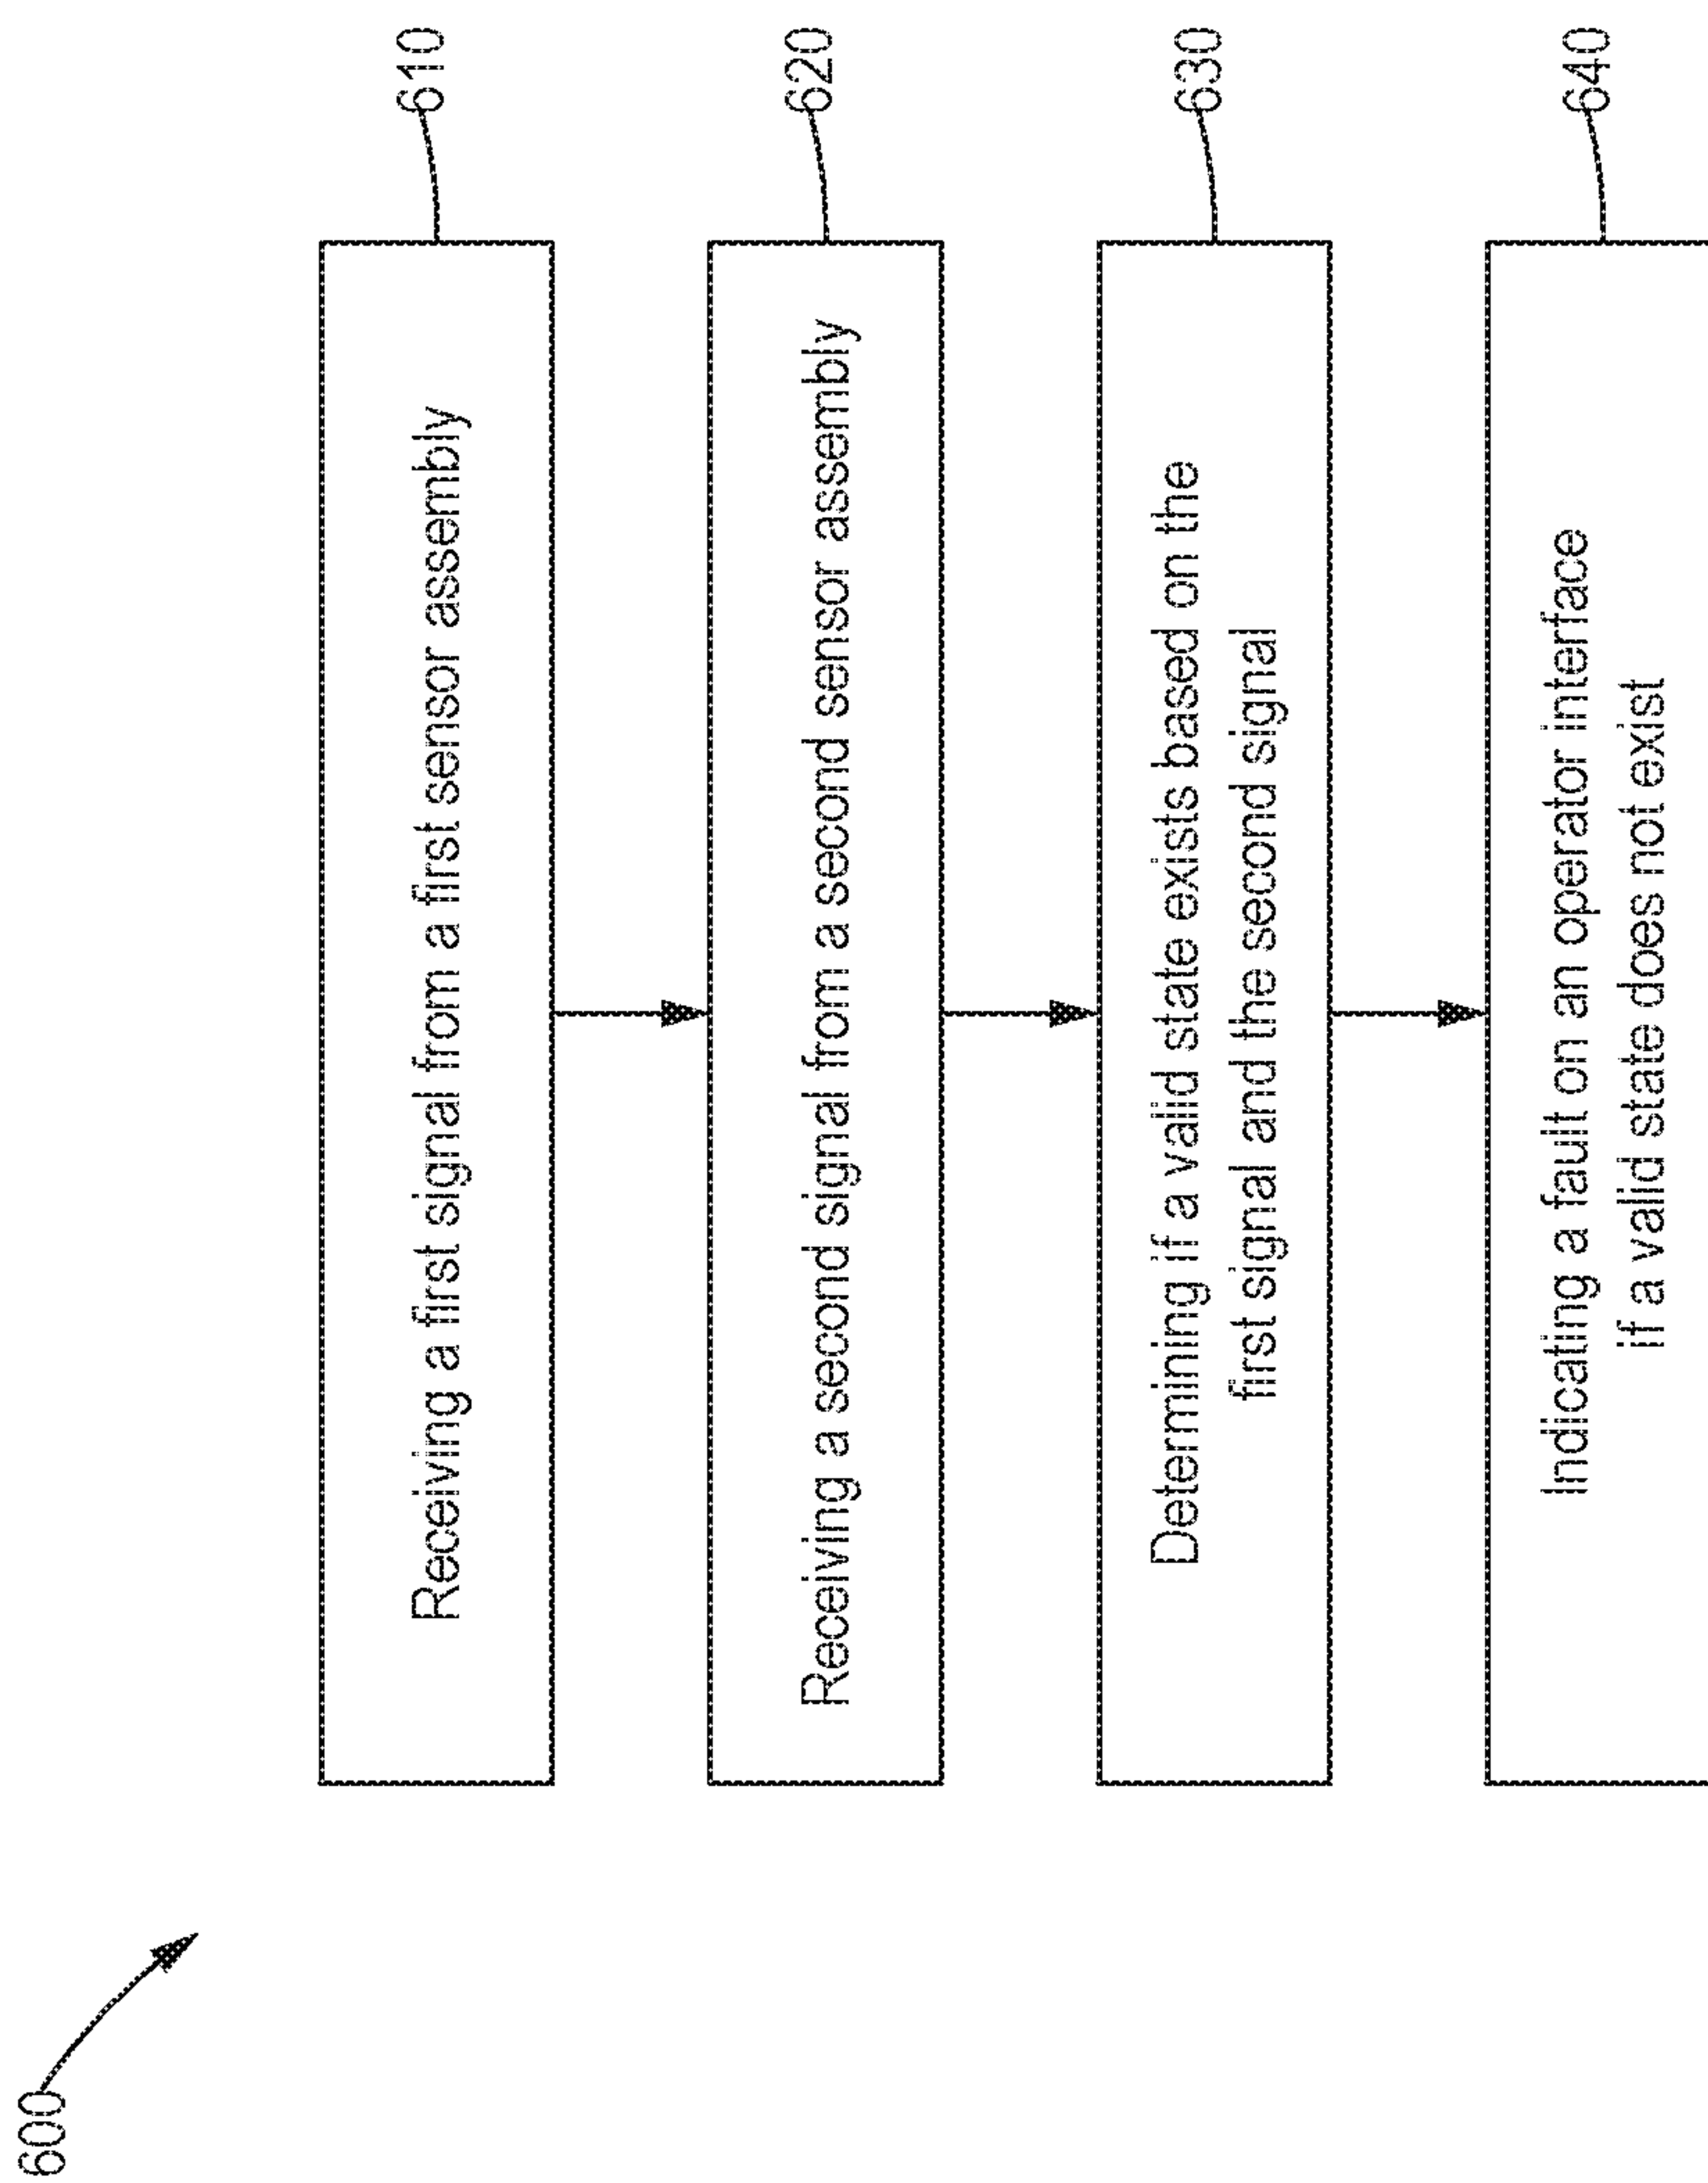 600
Receiving a first signal from a first sensor assembly
610
Receiving a second signal from a second sensor assembly
620
Determining if a valid state exists based on the
first signal and the second signal
630
Indicating a fault on an operator interface
if a valid state does not exist
640